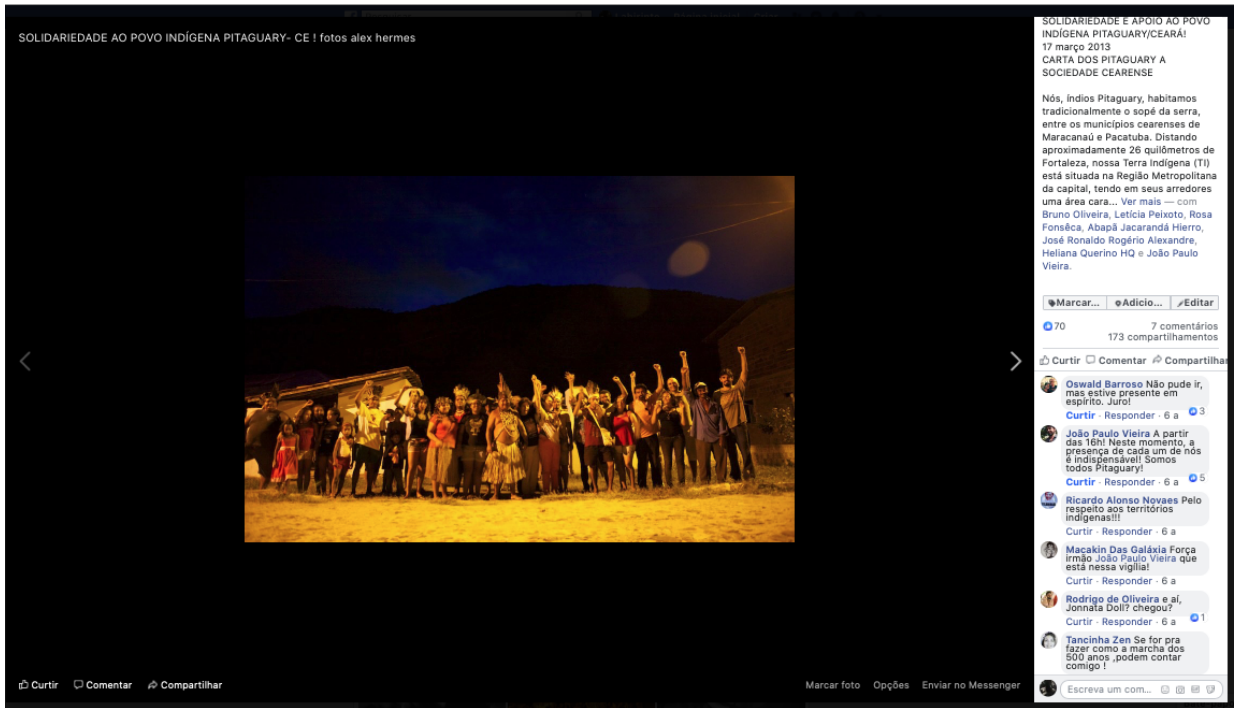 SOLIDARIEDADE AO POVO INDÍGENA PITAGUARY- CE ! fotos alex hermes
SOLIDARIEDADE E APOIO AO POVO
INDÍGENA PITAGUARY/CEARÁ!
17 março 2013
CARTA DOS PITAGUARY A
SOCIEDADE CEARENSE
Nós, índios Pitaguary, habitamos
tradicionalmente o sopé da serra,
entre os municípios cearenses de
Maracanaú e Pacatuba. Distando
aproximadamente 26 quilômetros de
Fortaleza, nossa Terra Indígena (TI)
está situada na Região Metropolitana
da capital, tendo em seus arredores
uma área cara... Ver mais — com
Bruno Oliveira, Letícia Peixoto, Rosa
Fonsêca, Abapã Jacarandá Hierro,
José Ronaldo Rogério Alexandre,
Heliana Querino HQ e João Paulo
Vieira.
Marcar... Adicio... Editar
70 7 comentários
173 compartilhamentos
Curtir Comentar Compartilhar
Oswald Barroso Não pude ir,
mas estive presente em
espírito. Juro!
Curtir · Responder · 6 a 3
João Paulo Vieira A partir
das 16h! Neste momento, a
presença de cada um de nós
é indispensável! Somos
todos Pitaguary!
Curtir · Responder · 6 a 5
Ricardo Alonso Novaes Pelo
respeito aos territórios
indígenas!!!
Curtir · Responder · 6 a
Macakin Das Galáxia Força
irmão João Paulo Vieira que
está nessa vigília!
Curtir · Responder · 6 a
Rodrigo de Oliveira e aí,
Jonnata Doll? chegou?
Curtir · Responder · 6 a 1
Tancinha Zen Se for pra
fazer como a marcha dos
500 anos ,podem contar
comigo !
Escreva um com...
Curtir Comentar Compartilhar
Marcar foto Opções Enviar no Messenger